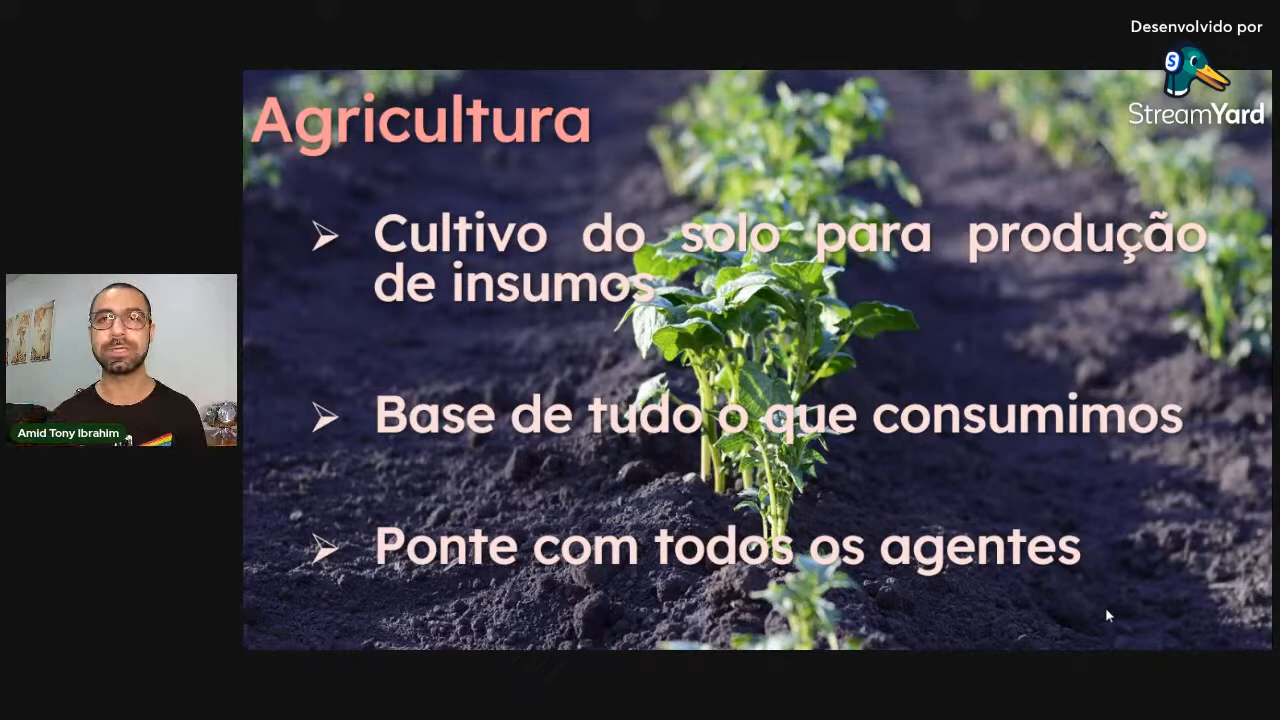 Desenvolvido por
StreamYard
Agricultura
Cultivo do solo para produção
de insumos
Base de tudo o que consumimos
Ponte com todos os agentes
Amid Tony Ibrahim